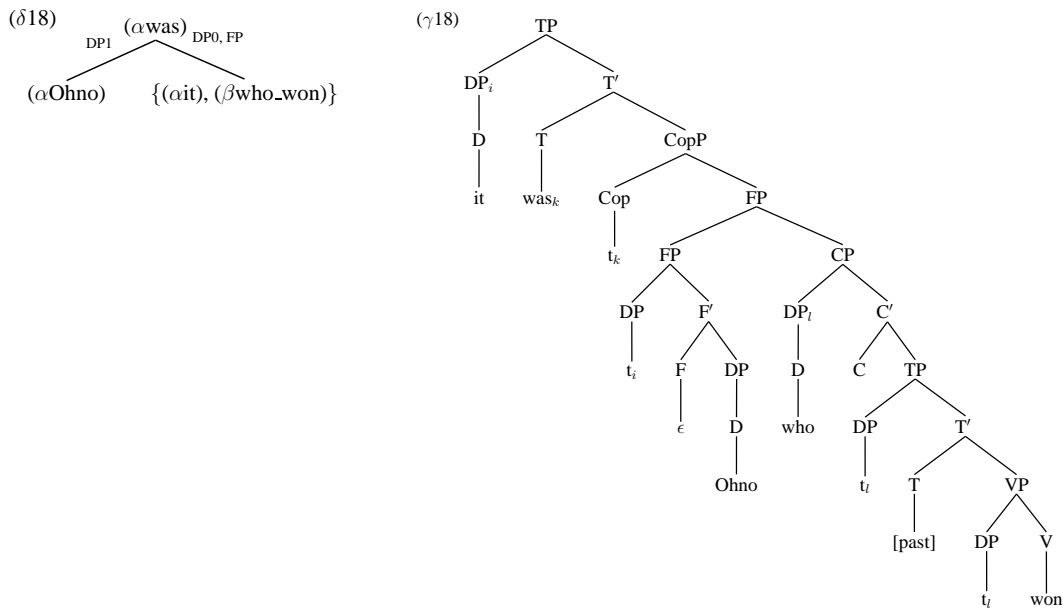 (δ18)
(αwas)
DP1
DP0, FP
(αOhno)
{(αit), (βwho_won)}
(γ18)
TP
DPᵢ T′
D T CopP
it wasₖ Cop FP
tₖ FP CP
DP F′ DPₗ C′
tᵢ F DP D C TP
ϵ D who DP T′
Ohno tₗ T VP
[past] DP V
tₗ won